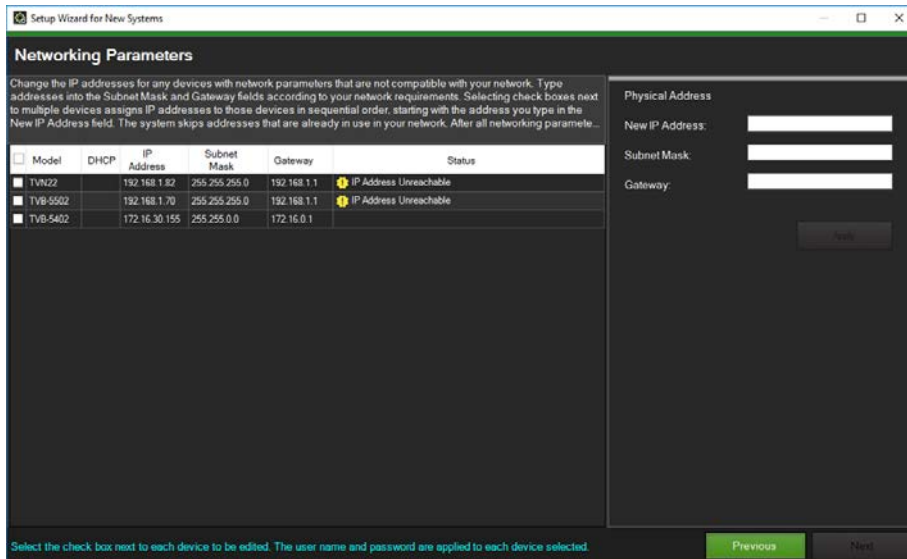 Setup Wizard for New Systems
Networking Parameters
Change the IP addresses for any devices with network parameters that are not compatible with your network. Type
addresses into the Subnet Mask and Gateway fields according to your network requirements. Selecting check boxes next
to multiple devices assigns IP addresses to those devices in sequential order, starting with the address you type in the
New IP Address field. The system skips addresses that are already in use in your network. After all networking paramete...
Model DHCP IP Address Subnet Mask Gateway Status
TVN22 192.168.1.82 255.255.255.0 192.168.1.1 IP Address Unreachable
TVB-5502 192.168.1.70 255.255.255.0 192.168.1.1 IP Address Unreachable
TVB-5402 172.16.30.155 255.255.0.0 172.16.0.1
Physical Address
New IP Address:
Subnet Mask:
Gateway:
Apply
Select the check box next to each device to be edited. The user name and password are applied to each device selected.
Previous
Next